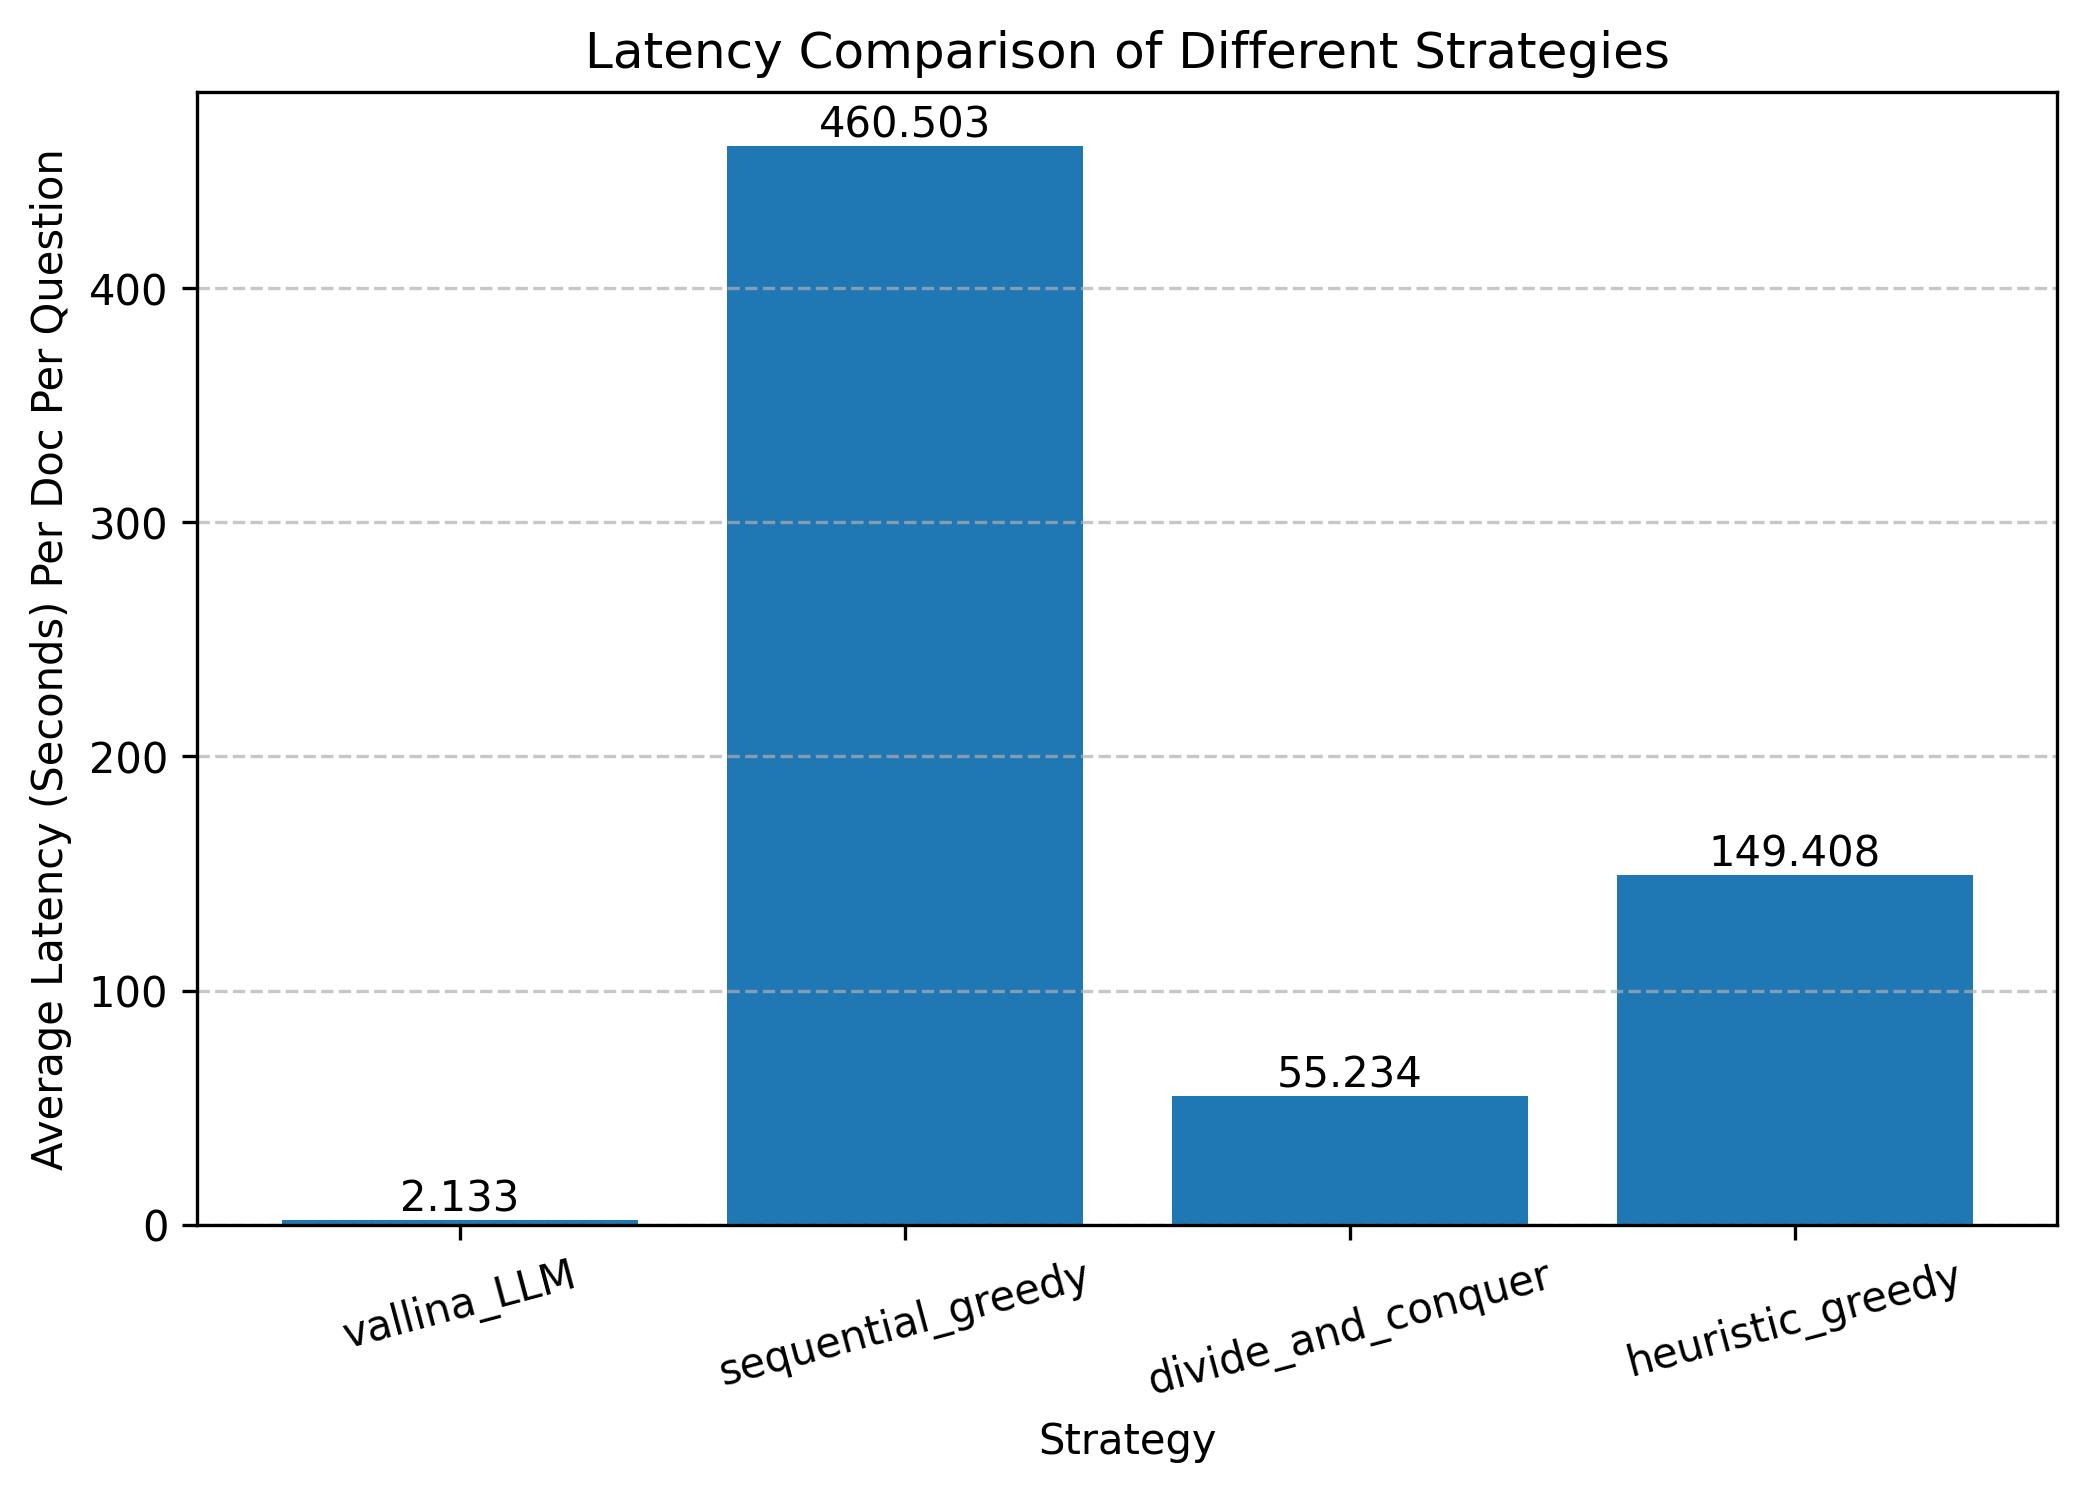 Latency Comparison of Different Strategies
Average Latency (Seconds) Per Doc Per Question
400
300
200
100
0
2.133
460.503
55.234
149.408
vallina_LLM
sequential_greedy
divide_and_conquer
heuristic_greedy
Strategy